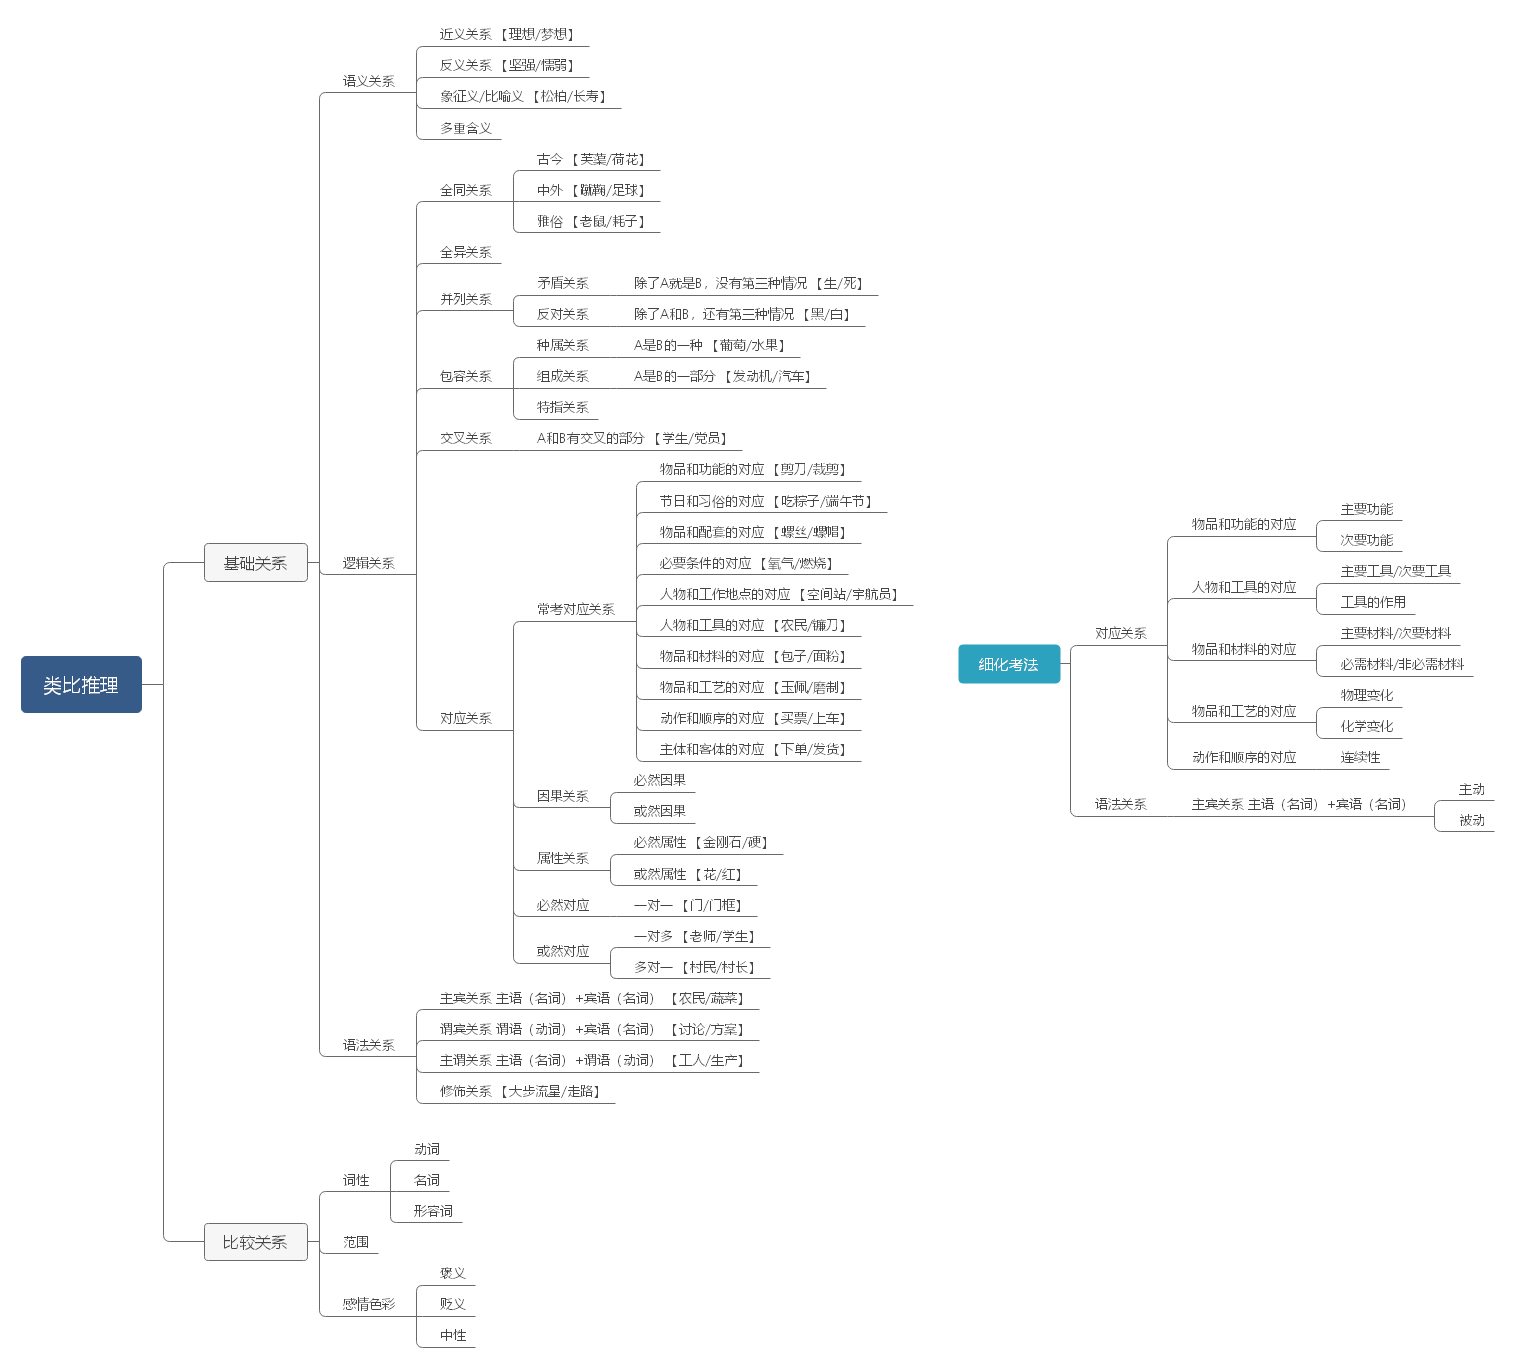 类比推理
基础关系
语义关系
近义关系 【理想/梦想】
反义关系 【坚强/懦弱】
象征义/比喻义 【松柏/长寿】
多重含义
逻辑关系
全同关系
古今 【芙蕖/荷花】
中外 【蹴鞠/足球】
雅俗 【老鼠/耗子】
全异关系
并列关系
矛盾关系
除了A就是B，没有第三种情况 【生/死】
反对关系
除了A和B，还有第三种情况 【黑/白】
包容关系
种属关系
A是B的一种 【葡萄/水果】
组成关系
A是B的一部分 【发动机/汽车】
特指关系
交叉关系
A和B有交叉的部分 【学生/党员】
对应关系
常考对应关系
物品和功能的对应 【剪刀/裁剪】
节日和习俗的对应 【吃粽子/端午节】
物品和配套的对应 【螺丝/螺帽】
必要条件的对应 【氧气/燃烧】
人物和工作地点的对应 【空间站/宇航员】
人物和工具的对应 【农民/镰刀】
物品和材料的对应 【包子/面粉】
物品和工艺的对应 【玉佩/磨制】
动作和顺序的对应 【买票/上车】
主体和客体的对应 【下单/发货】
因果关系
必然因果
或然因果
属性关系
必然属性 【金刚石/硬】
或然属性 【花/红】
必然对应
一对一 【门/门框】
或然对应
一对多 【老师/学生】
多对一 【村民/村长】
语法关系
主宾关系 主语（名词）+宾语（名词） 【农民/蔬菜】
谓宾关系 谓语（动词）+宾语（名词） 【讨论/方案】
主谓关系 主语（名词）+谓语（动词） 【工人/生产】
修饰关系 【大步流星/走路】
比较关系
词性
动词
名词
形容词
范围
感情色彩
褒义
贬义
中性
细化考法
对应关系
物品和功能的对应
主要功能
次要功能
人物和工具的对应
主要工具/次要工具
工具的作用
物品和材料的对应
主要材料/次要材料
必需材料/非必需材料
物品和工艺的对应
物理变化
化学变化
动作和顺序的对应
连续性
语法关系
主宾关系 主语（名词）+宾语（名词）
主动
被动